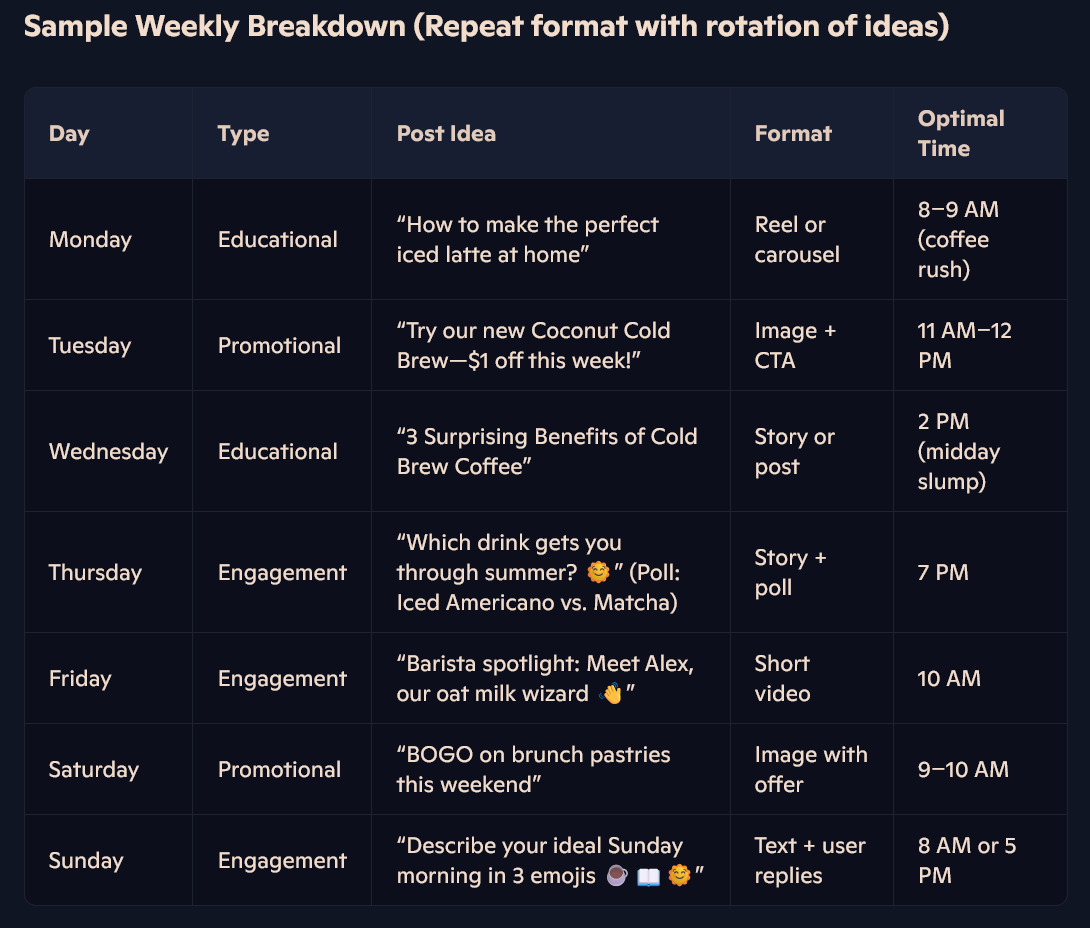 Sample Weekly Breakdown (Repeat format with rotation of ideas)
Day
Type
Post Idea
Format
Optimal
Time
Monday
Educational
“How to make the perfect
iced latte at home”
Reel or
carousel
8–9 AM
(coffee
rush)
Tuesday
Promotional
“Try our new Coconut Cold
Brew—$1 off this week!”
Image +
CTA
11 AM–12
PM
Wednesday
Educational
“3 Surprising Benefits of Cold
Brew Coffee”
Story or
post
2 PM
(midday
slump)
Thursday
Engagement
“Which drink gets you
through summer? 🌞” (Poll:
Iced Americano vs. Matcha)
Story +
poll
7 PM
Friday
Engagement
“Barista spotlight: Meet Alex,
our oat milk wizard 👋”
Short
video
10 AM
Saturday
Promotional
“BOGO on brunch pastries
this weekend”
Image with
offer
9–10 AM
Sunday
Engagement
“Describe your ideal Sunday
morning in 3 emojis ☕ 📖 🌞”
Text + user
replies
8 AM or 5
PM